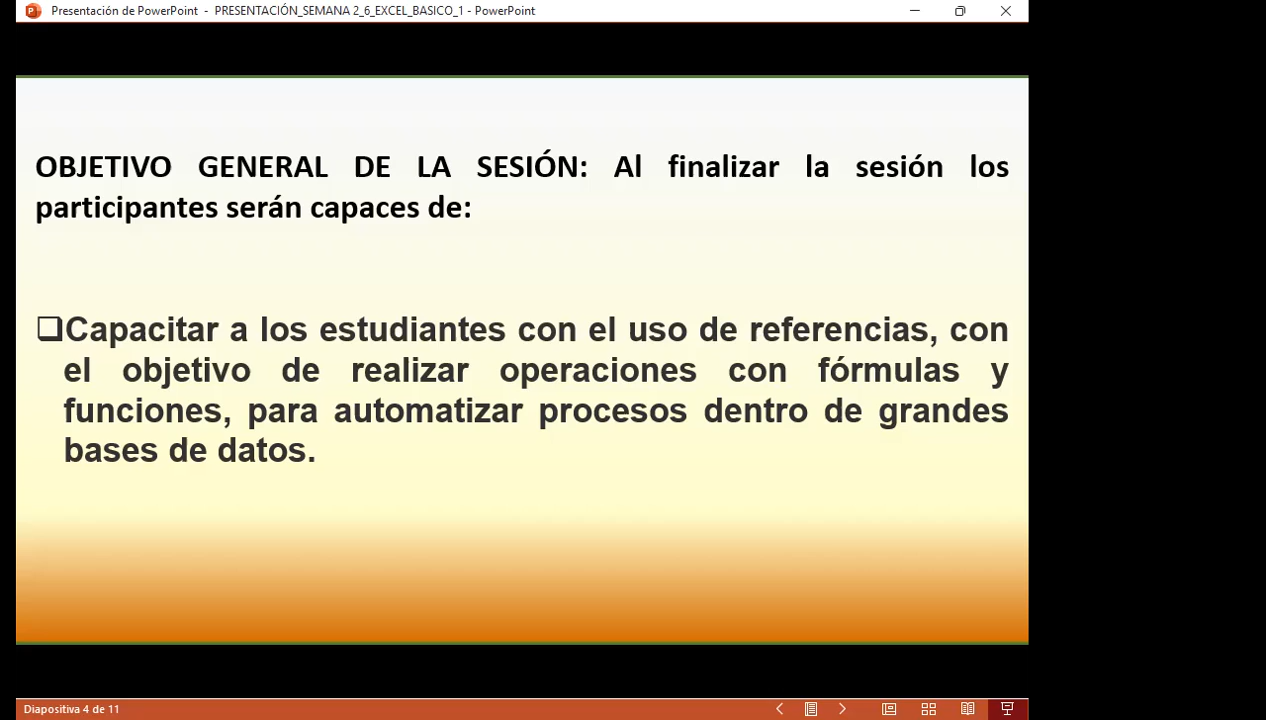 Presentación de PowerPoint - PRESENTACIÓN_SEMANA 2_6_EXCEL_BASICO_1 - PowerPoint
OBJETIVO GENERAL DE LA SESIÓN: Al finalizar la sesión los
participantes serán capaces de:
Capacitar a los estudiantes con el uso de referencias, con
el objetivo de realizar operaciones con fórmulas y
funciones, para automatizar procesos dentro de grandes
bases de datos.
Diapositiva 4 de 11